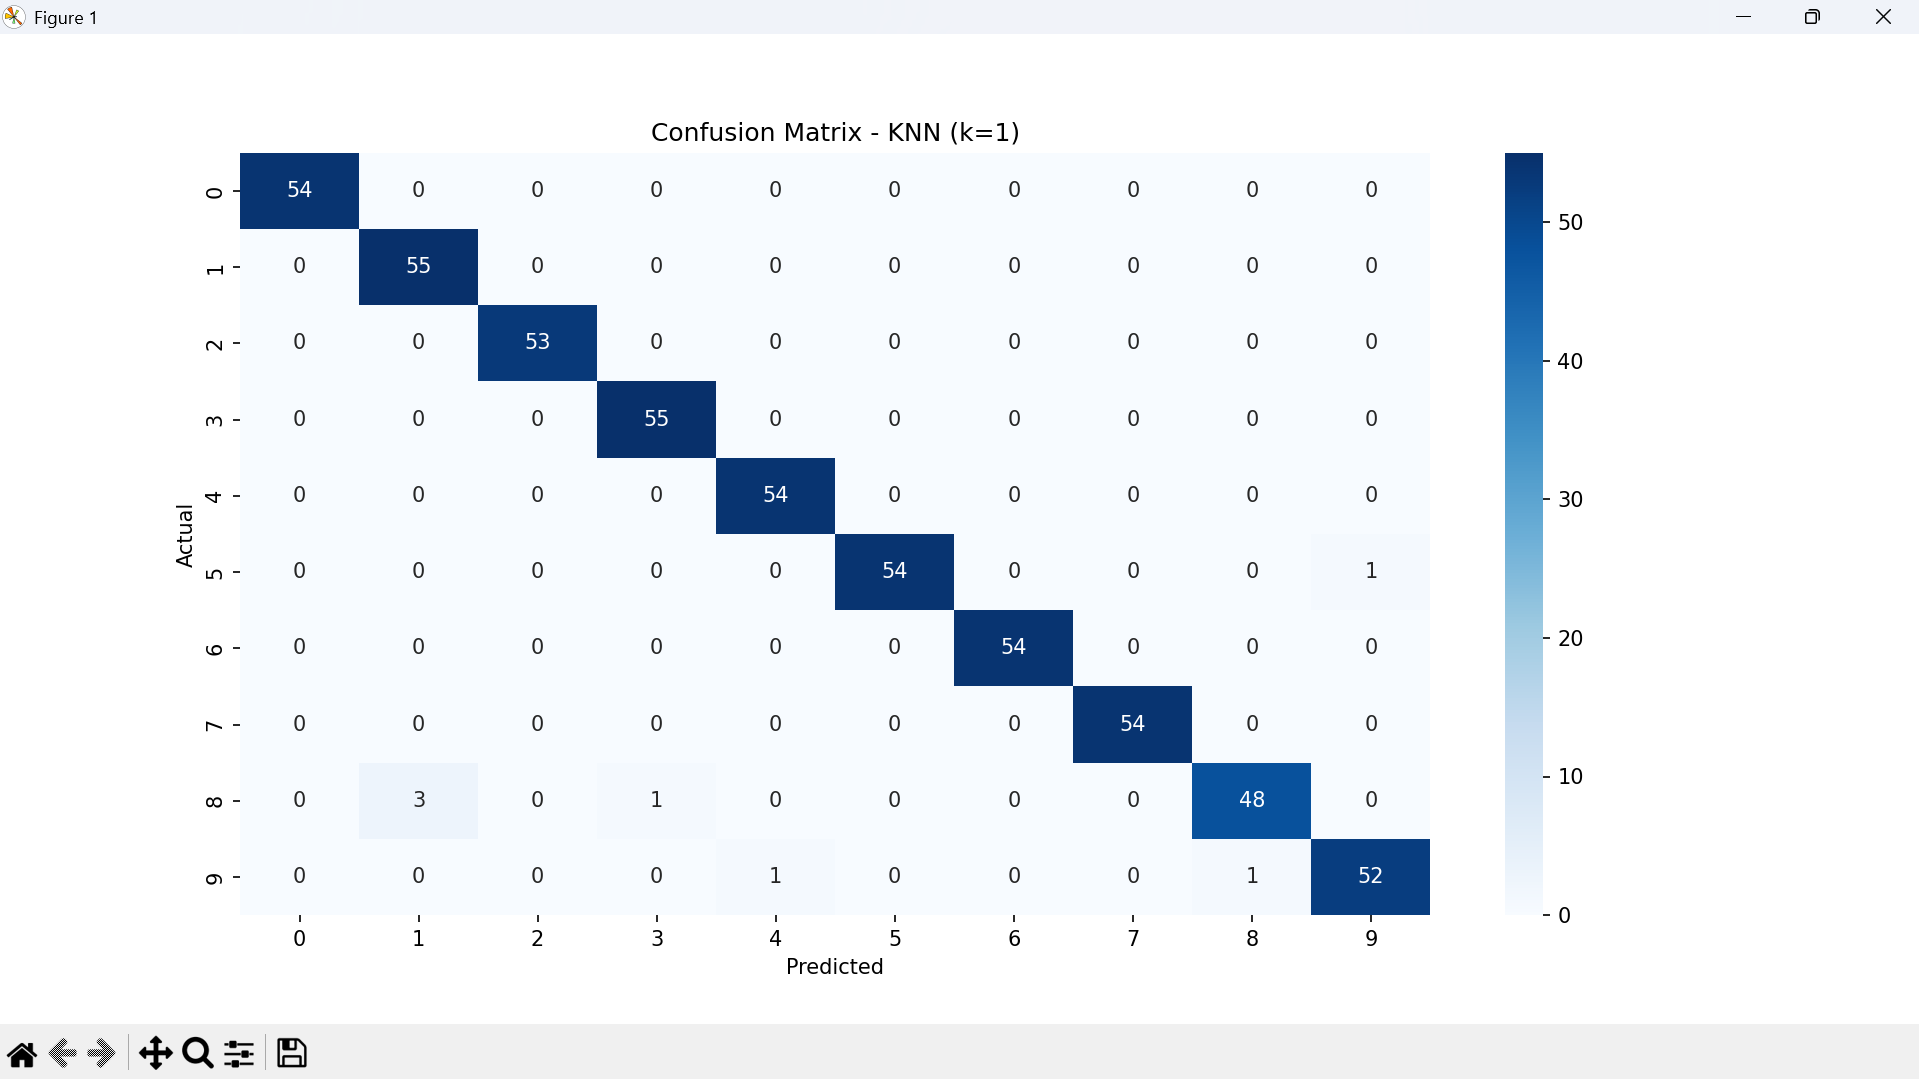 Figure 1
Confusion Matrix - KNN (k=1)
0 54 0 0 0 0 0 0 0 0 0
1 0 55 0 0 0 0 0 0 0 0
2 0 0 53 0 0 0 0 0 0 0
3 0 0 0 55 0 0 0 0 0 0
4 0 0 0 0 54 0 0 0 0 0
5 0 0 0 0 0 54 0 0 0 1
6 0 0 0 0 0 0 54 0 0 0
7 0 0 0 0 0 0 0 54 0 0
8 0 3 0 1 0 0 0 0 48 0
9 0 0 0 0 1 0 0 0 1 52
Actual
0 1 2 3 4 5 6 7 8 9
Predicted
50
40
30
20
10
0